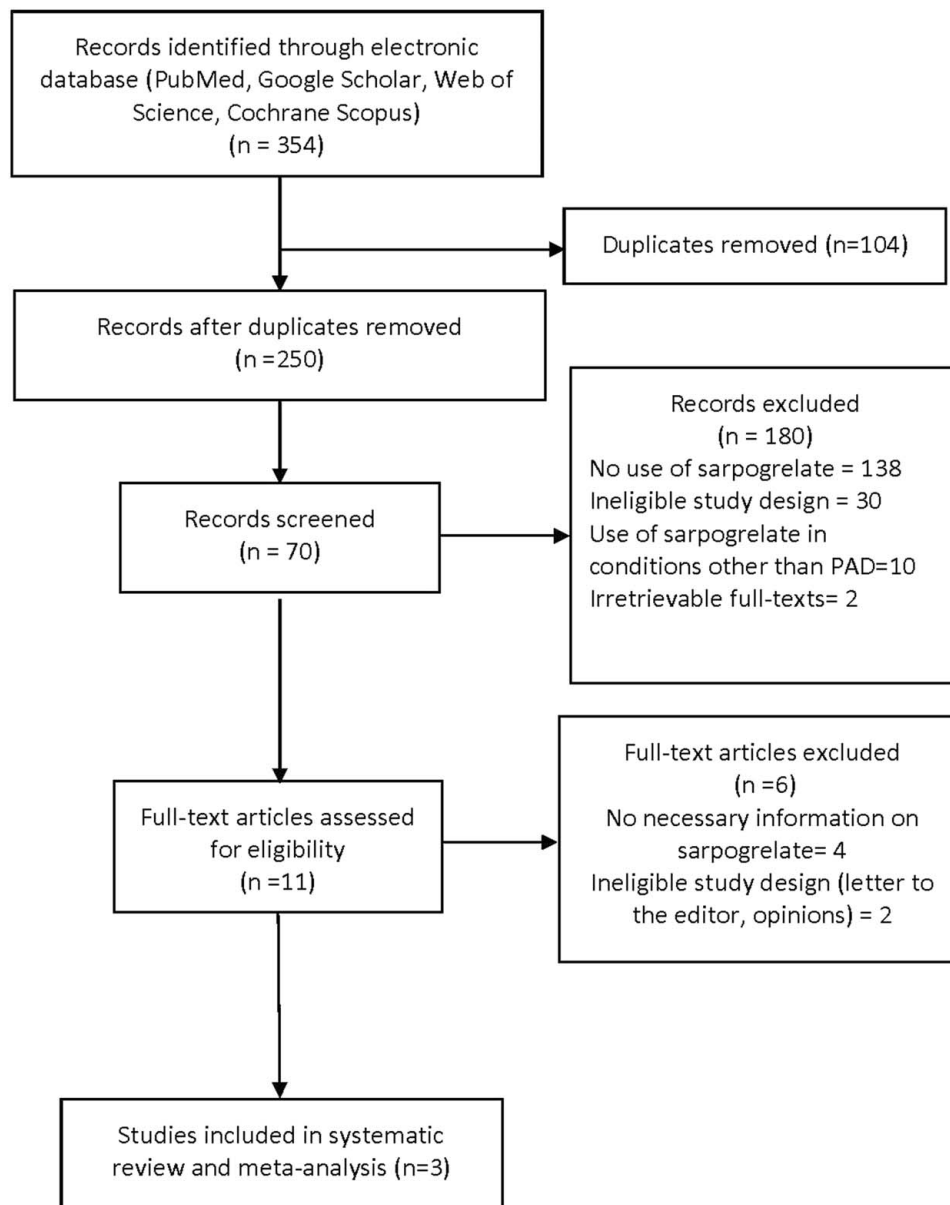 Records identified through electronic
database (PubMed, Google Scholar, Web of
Science, Cochrane Scopus)
(n = 354)
Duplicates removed (n=104)
Records after duplicates removed
(n =250)
Records excluded
(n = 180)
No use of sarpogrelate = 138
Ineligible study design = 30
Use of sarpogrelate in
conditions other than PAD=10
Irretrievable full-texts= 2
Records screened
(n = 70)
Full-text articles excluded
(n =6)
No necessary information on
sarpogrelate= 4
Ineligible study design (letter to
the editor, opinions) = 2
Full-text articles assessed
for eligibility
(n =11)
Studies included in systematic
review and meta-analysis (n=3)